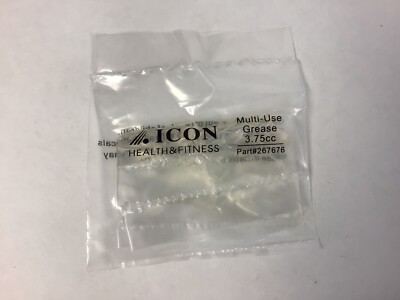 ICON
HEALTH&FITNESS
Multi-Use
Grease
3.75cc
Part#267676